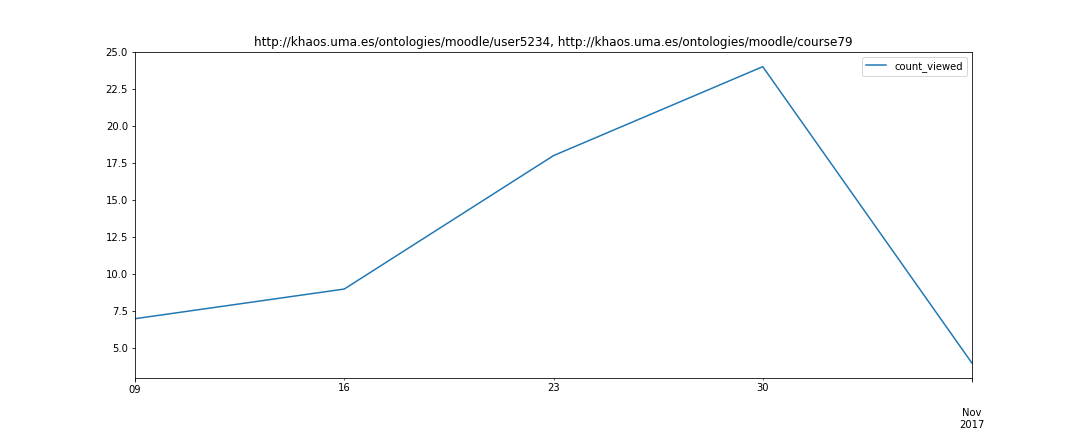 http://khaos.uma.es/ontologies/moodle/user5234, http://khaos.uma.es/ontologies/moodle/course79
count_viewed
25.0
22.5
20.0
17.5
15.0
12.5
10.0
7.5
5.0
09 16 23 30
Nov
2017